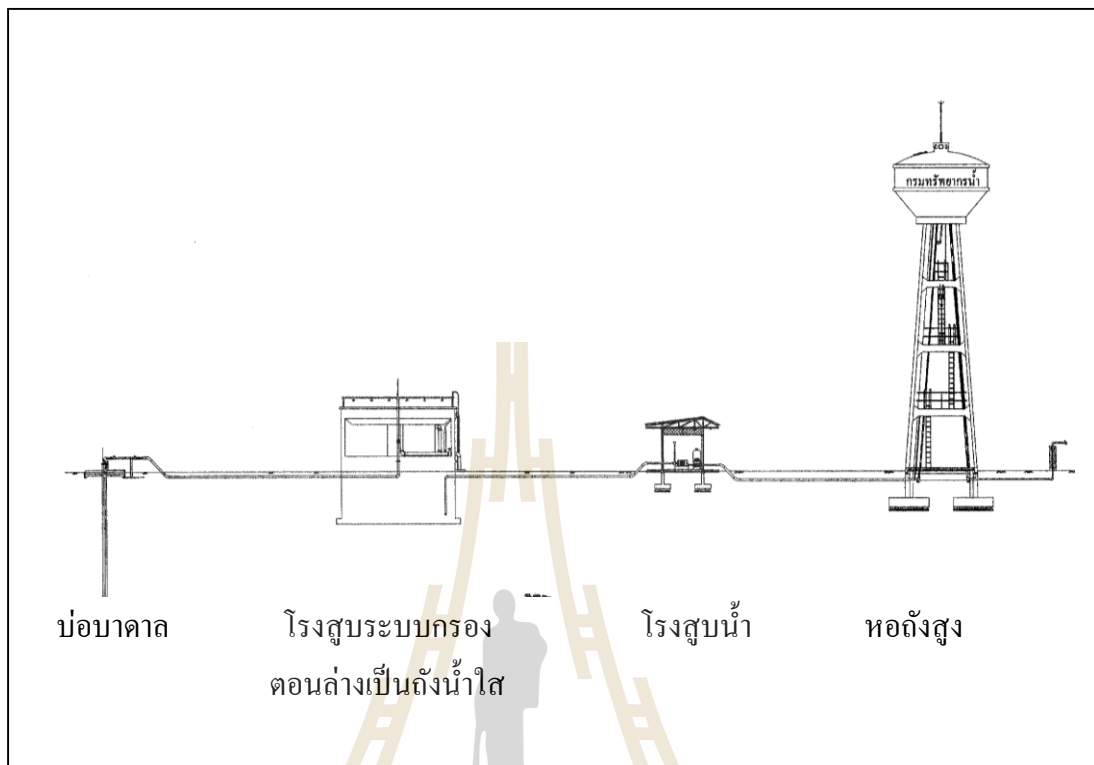 กรมทรัพยากรน้ำ
บ่อบาดาล
โรงสูบระบบกรอง
ตอนล่างเป็นถังน้ำใส
โรงสูบน้ำ
หอถังสูง